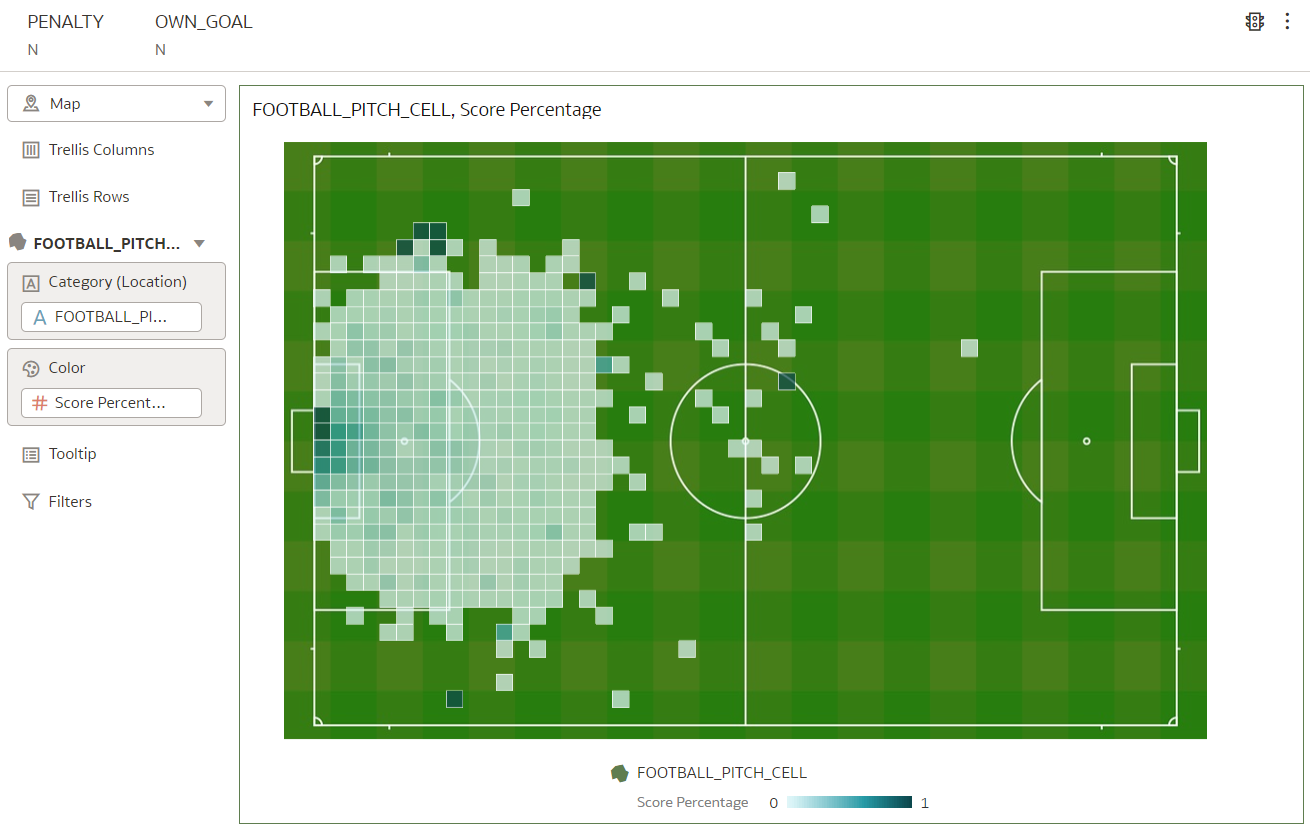 PENALTY OWN_GOAL
N N
Map
Trellis Columns
Trellis Rows
FOOTBALL_PITCH...
Category (Location)
A FOOTBALL_PI...
Color
# Score Percent...
Tooltip
Filters
FOOTBALL_PITCH_CELL, Score Percentage
FOOTBALL_PITCH_CELL
Score Percentage 0 1